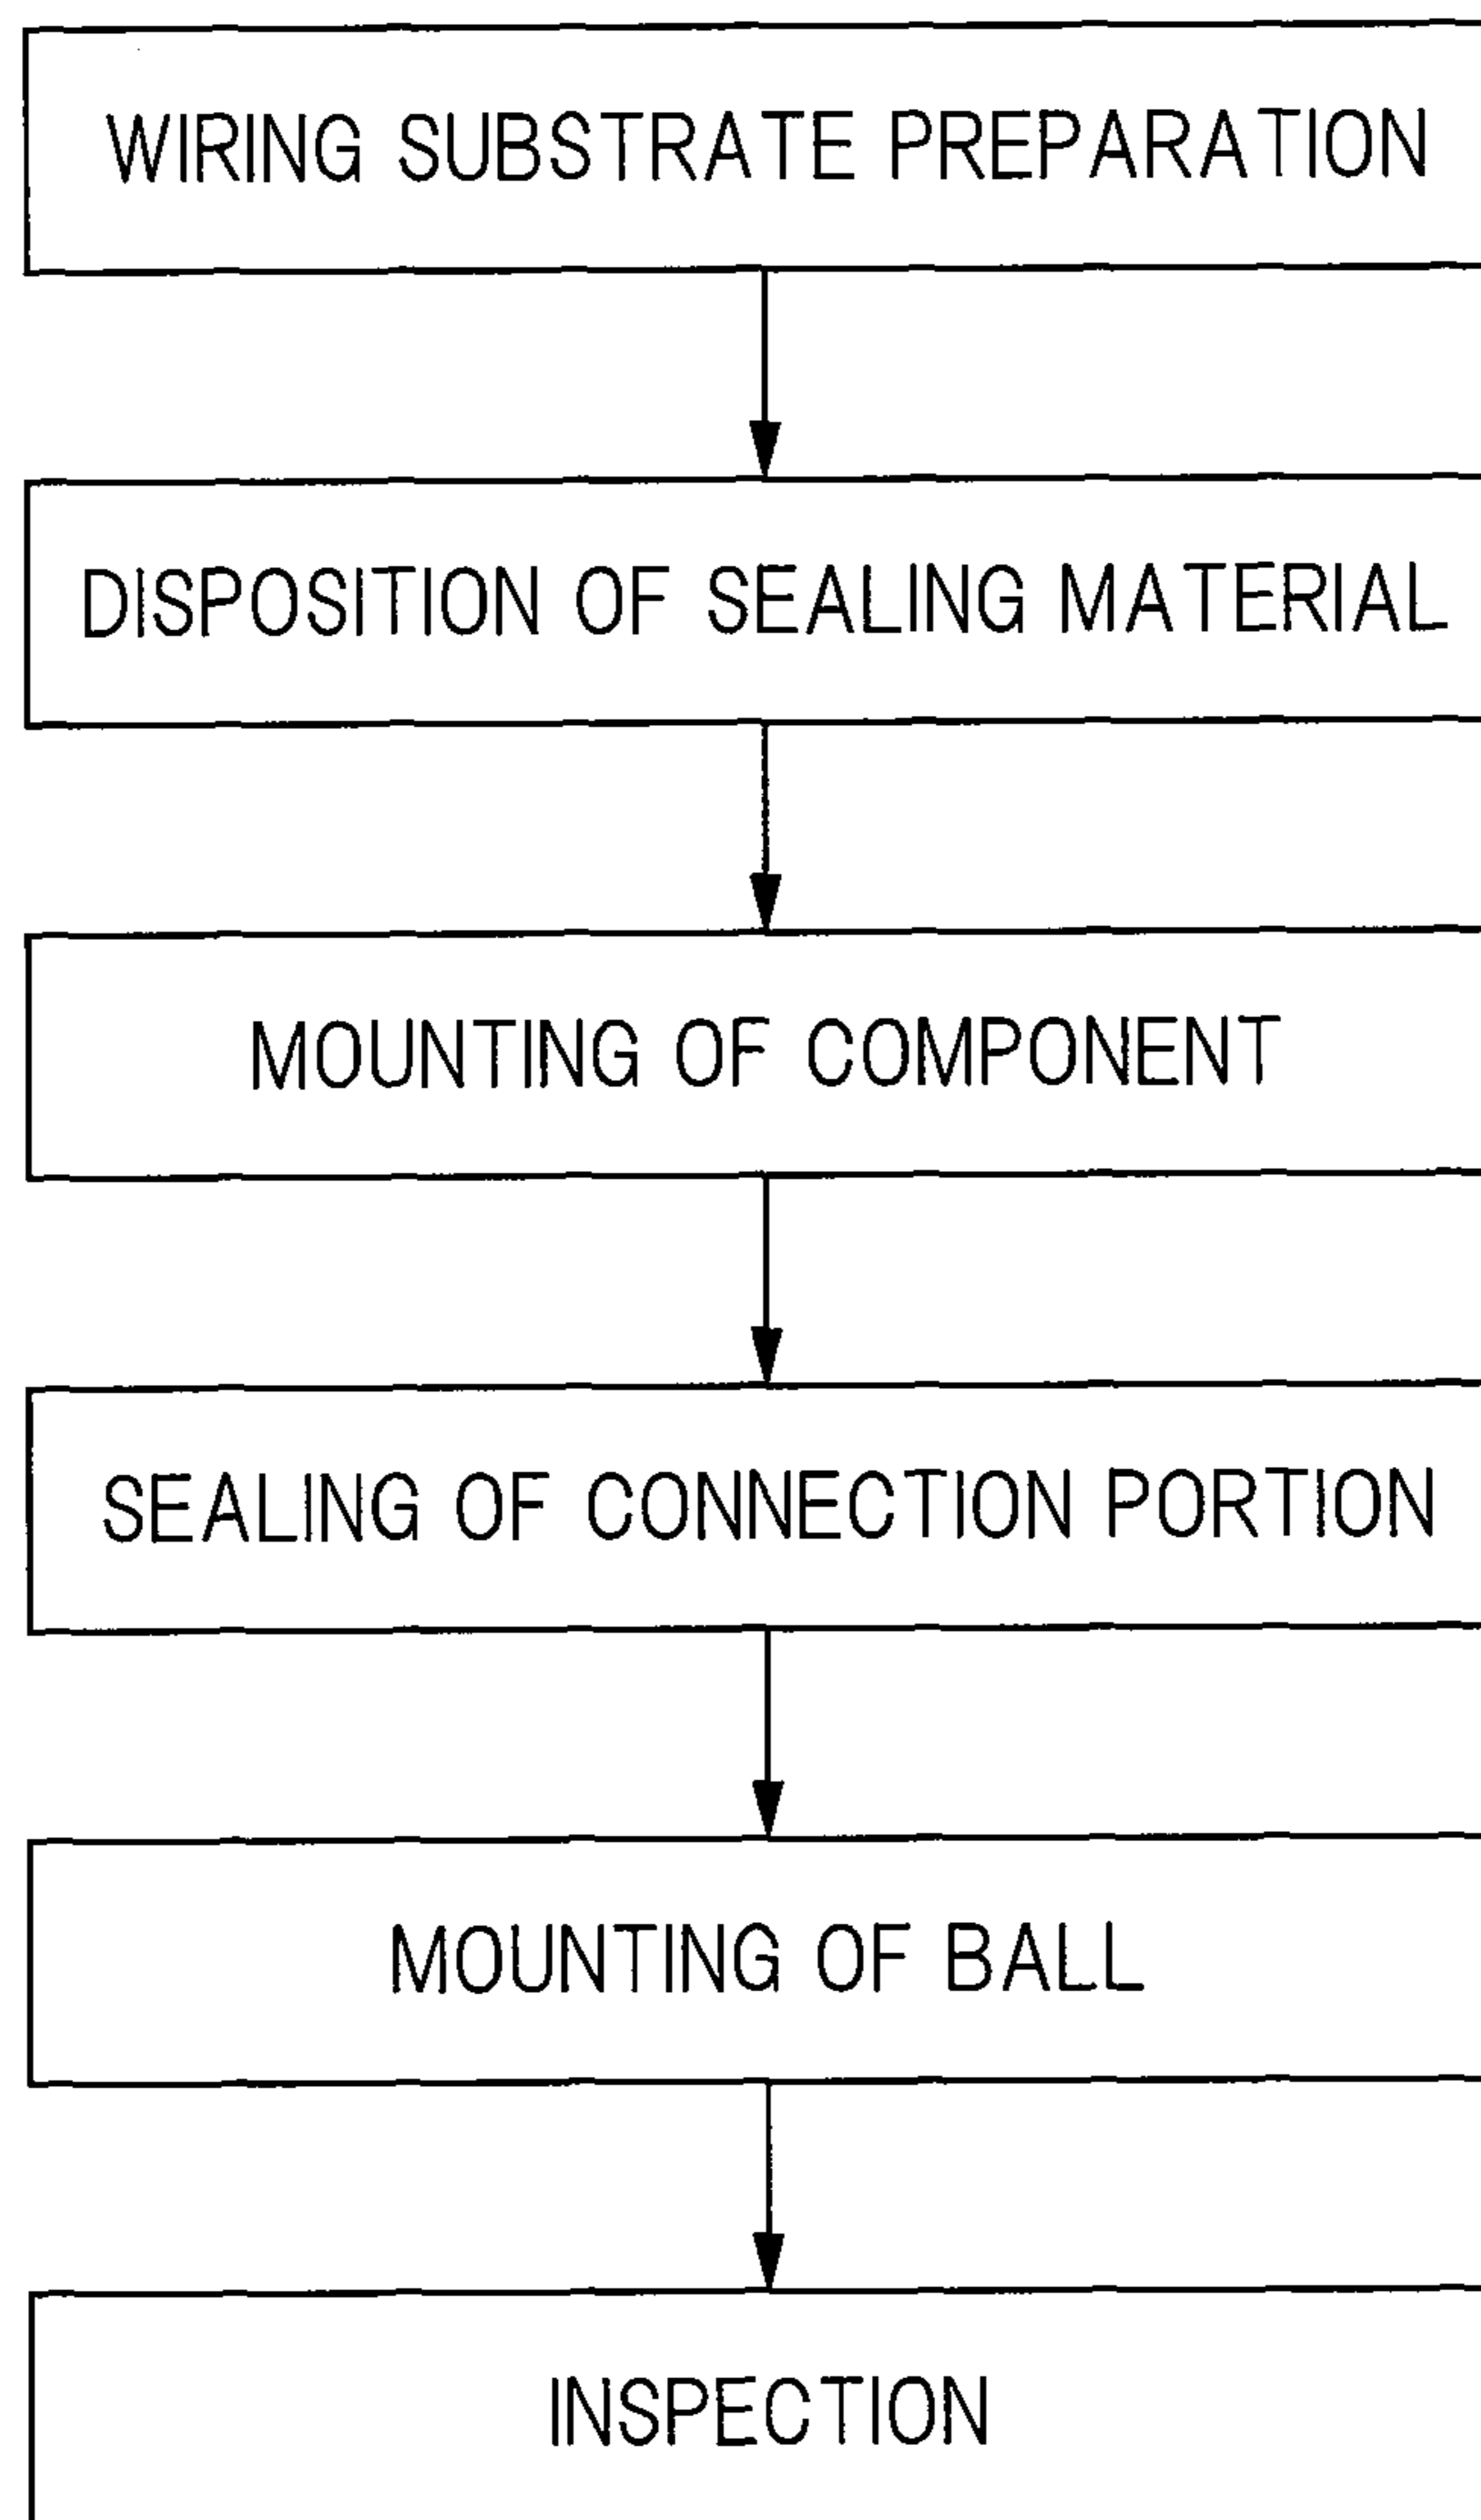 WIRING SUBSTRATE PREPARATION
DISPOSITION OF SEALING MATERIAL
MOUNTING OF COMPONENT
SEALING OF CONNECTION PORTION
MOUNTING OF BALL
INSPECTION